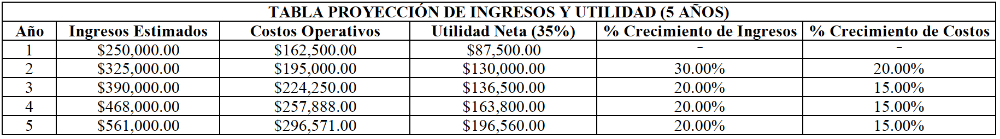 TABLA PROYECCIÓN DE INGRESOS Y UTILIDAD (5 AÑOS)
Año Ingresos Estimados Costos Operativos Utilidad Neta (35%) % Crecimiento de Ingresos % Crecimiento de Costos
1 $250,000.00 $162,500.00 $87,500.00 - -
2 $325,000.00 $195,000.00 $130,000.00 30.00% 20.00%
3 $390,000.00 $224,250.00 $136,500.00 20.00% 15.00%
4 $468,000.00 $257,888.00 $163,800.00 20.00% 15.00%
5 $561,000.00 $296,571.00 $196,560.00 20.00% 15.00%